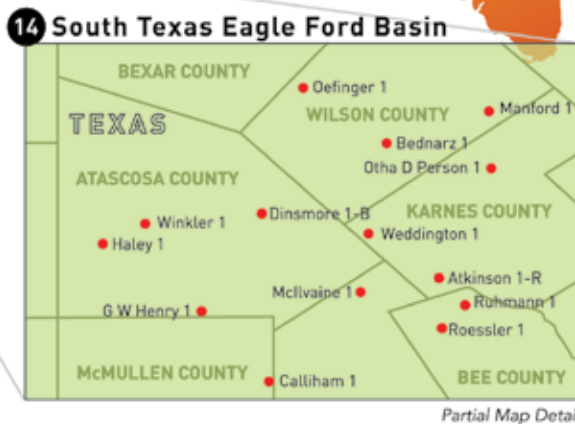 14 South Texas Eagle Ford Basin
BEXAR COUNTY
Oefinger 1
WILSON COUNTY
Manford 1
TEXAS
Bednarz 1
Otha D Person 1
ATASCOSA COUNTY
Dinsmore 1-B
KARNES COUNTY
Winkler 1
Weddington 1
Haley 1
Atkinson 1-R
McIlvaine 1
Ruhmann 1
G W Henry 1
Roessler 1
McMULLEN COUNTY
Calliham 1
BEE COUNTY
Partial Map Detai